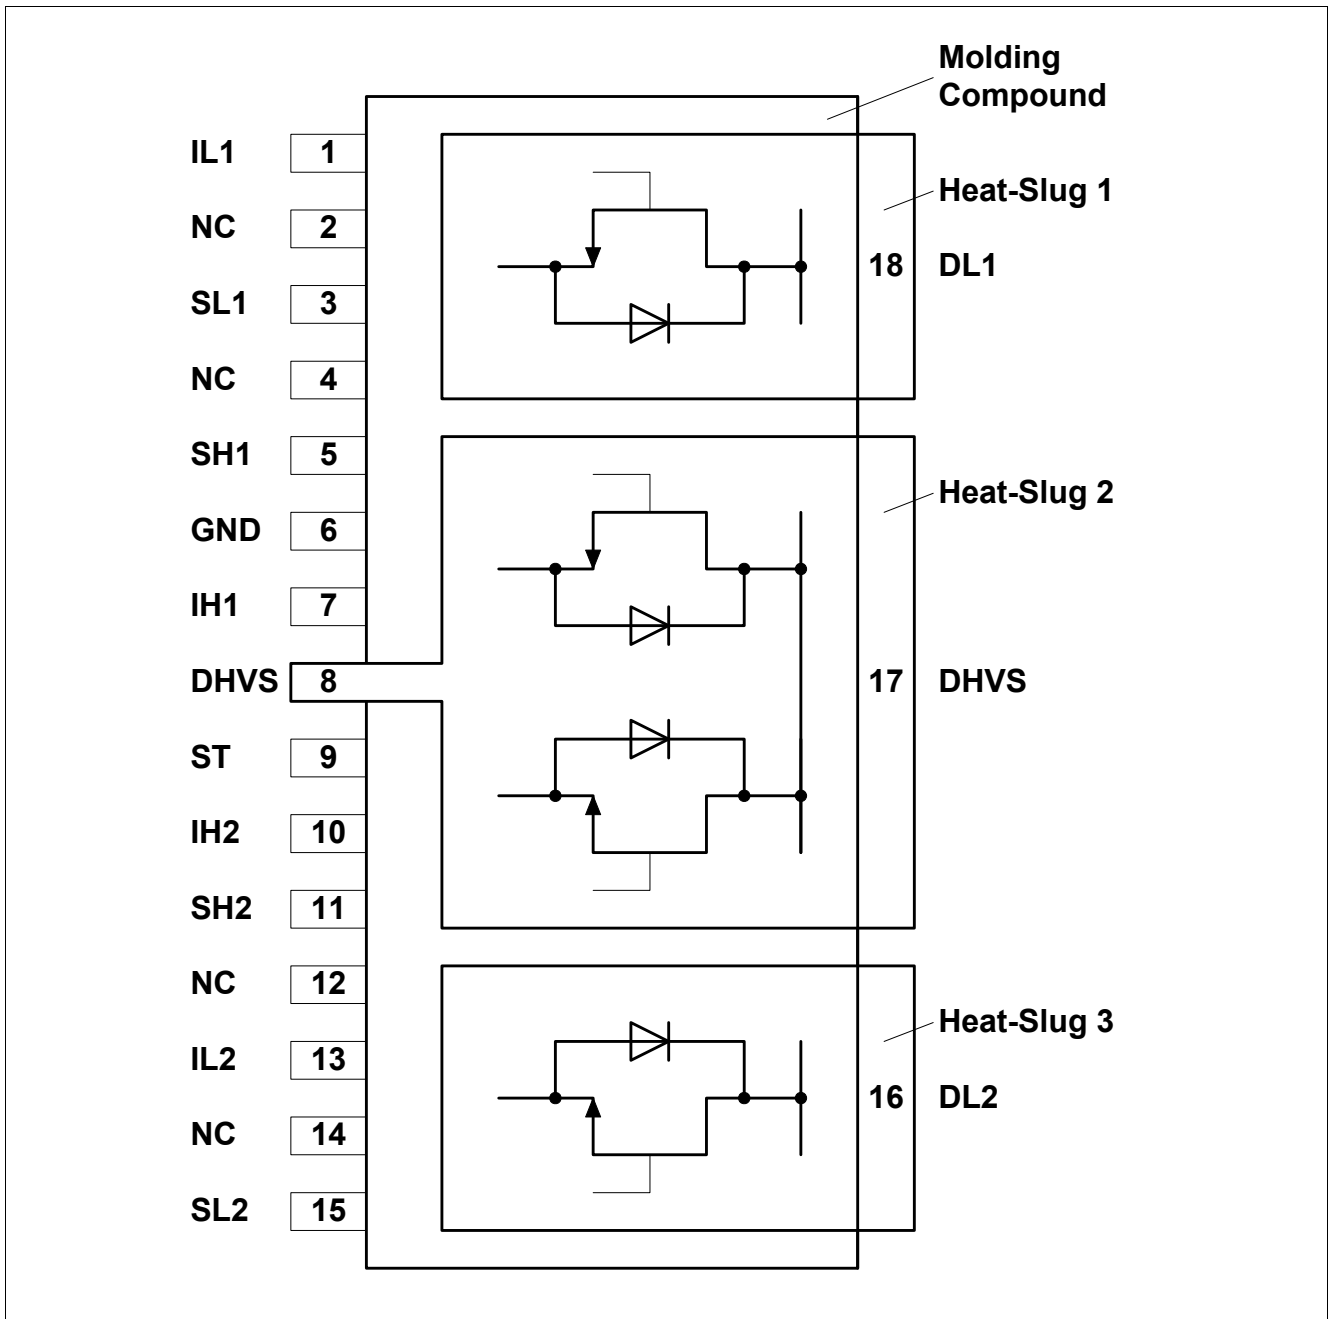 Molding
Compound
IL1 1
Heat-Slug 1
NC 2
18 DL1
SL1 3
NC 4
SH1 5
Heat-Slug 2
GND 6
IH1 7
DHVS 8
17 DHVS
ST 9
IH2 10
SH2 11
NC 12
Heat-Slug 3
IL2 13
16 DL2
NC 14
SL2 15